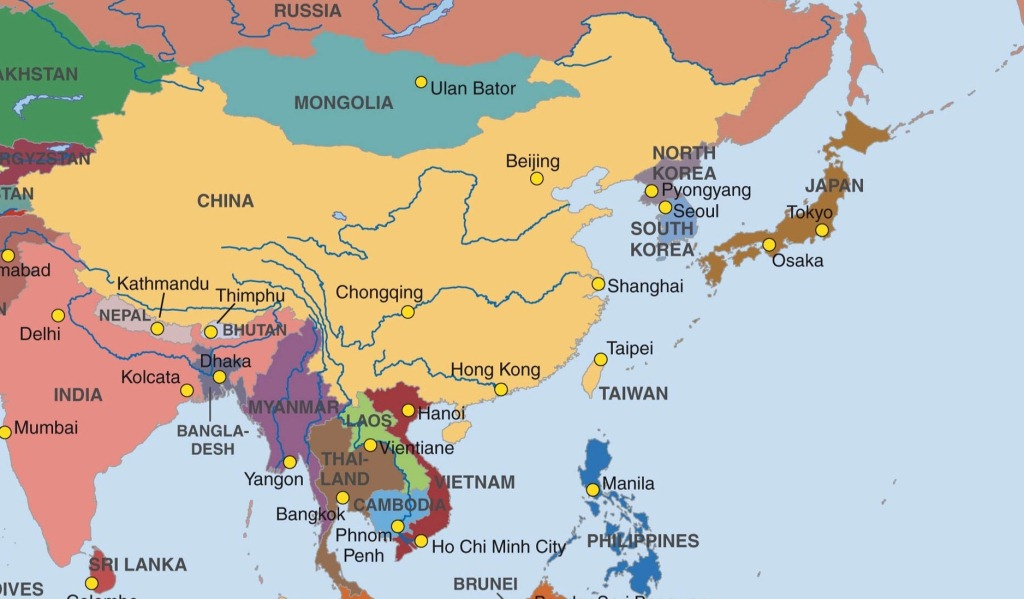 RUSSIA
AKHSTAN
MONGOLIA
Ulan Bator
RGYZSTAN
STAN
CHINA
Beijing
NORTH
KOREA
Pyongyang
Seoul
SOUTH
KOREA
JAPAN
Tokyo
Osaka
mabad
N
Kathmandu
Thimphu
NEPAL
BHUTAN
Chongqing
Shanghai
Delhi
Dhaka
Kolcata
INDIA
Hong Kong
Taipei
TAIWAN
MYANMAR
LAOS
Hanoi
Mumbai
BANGLA-
DESH
Vientiane
THAI-
LAND
VIETNAM
Yangon
Manila
Bangkok
CAMBODIA
Phnom
Penh
Ho Chi Minh City
PHILIPPINES
SRI LANKA
DIVES
BRUNEI